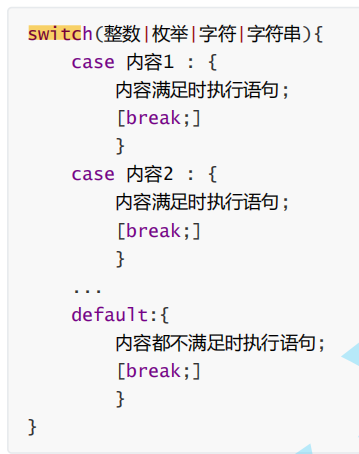 switch(整数|枚举|字符|字符串){
    case 内容1 : {
        内容满足时执行语句;
        [break;]
        }
    case 内容2 : {
        内容满足时执行语句;
        [break;]
        }
    ...
    default:{
        内容都不满足时执行语句;
        [break;]
        }
}